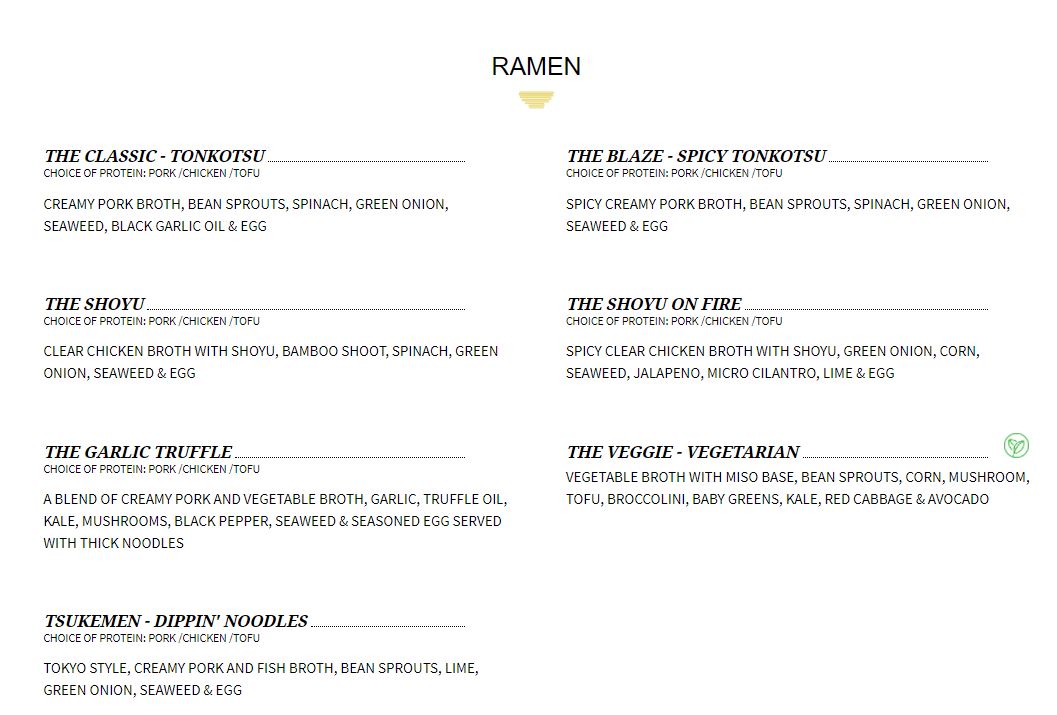 RAMEN
THE CLASSIC - TONKOTSU
CHOICE OF PROTEIN: PORK /CHICKEN /TOFU
CREAMY PORK BROTH, BEAN SPROUTS, SPINACH, GREEN ONION,
SEAWEED, BLACK GARLIC OIL & EGG
THE SHOYU
CHOICE OF PROTEIN: PORK /CHICKEN /TOFU
CLEAR CHICKEN BROTH WITH SHOYU, BAMBOO SHOOT, SPINACH, GREEN
ONION, SEAWEED & EGG
THE GARLIC TRUFFLE
CHOICE OF PROTEIN: PORK /CHICKEN /TOFU
A BLEND OF CREAMY PORK AND VEGETABLE BROTH, GARLIC, TRUFFLE OIL,
KALE, MUSHROOMS, BLACK PEPPER, SEAWEED & SEASONED EGG SERVED
WITH THICK NOODLES
TSUKEMEN - DIPPIN' NOODLES
CHOICE OF PROTEIN: PORK /CHICKEN /TOFU
TOKYO STYLE, CREAMY PORK AND FISH BROTH, BEAN SPROUTS, LIME,
GREEN ONION, SEAWEED & EGG
THE BLAZE - SPICY TONKOTSU
CHOICE OF PROTEIN: PORK /CHICKEN /TOFU
SPICY CREAMY PORK BROTH, BEAN SPROUTS, SPINACH, GREEN ONION,
SEAWEED & EGG
THE SHOYU ON FIRE
CHOICE OF PROTEIN: PORK /CHICKEN /TOFU
SPICY CLEAR CHICKEN BROTH WITH SHOYU, GREEN ONION, CORN,
SEAWEED, JALAPENO, MICRO CILANTRO, LIME & EGG
THE VEGGIE - VEGETARIAN
VEGETABLE BROTH WITH MISO BASE, BEAN SPROUTS, CORN, MUSHROOM,
TOFU, BROCCOLINI, BABY GREENS, KALE, RED CABBAGE & AVOCADO